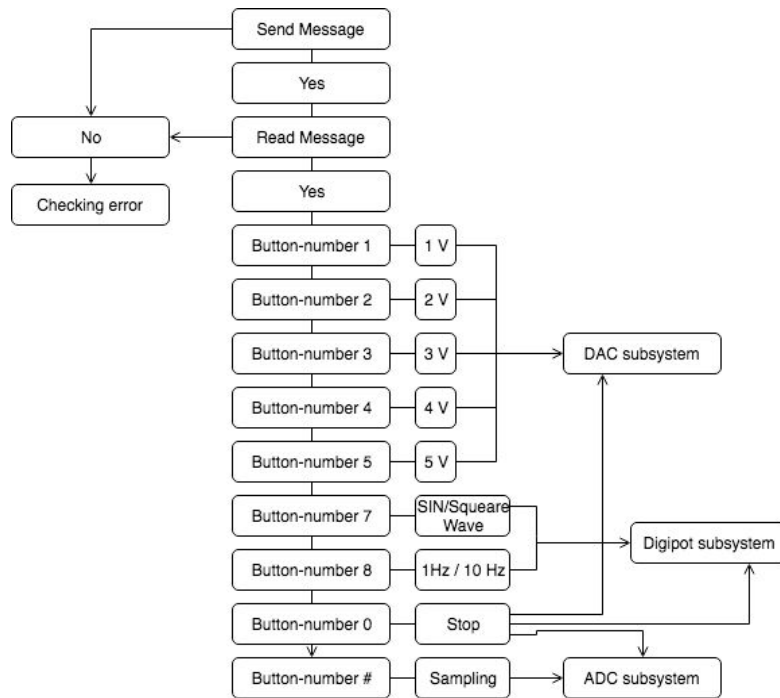 Send Message
Yes
No
Read Message
Checking error
Yes
Button-number 1
1 V
Button-number 2
2 V
Button-number 3
3 V
DAC subsystem
Button-number 4
4 V
Button-number 5
5 V
Button-number 7
SIN/Squeare
Wave
Digipot subsystem
Button-number 8
1Hz / 10 Hz
Button-number 0
Stop
Button-number #
Sampling
ADC subsystem